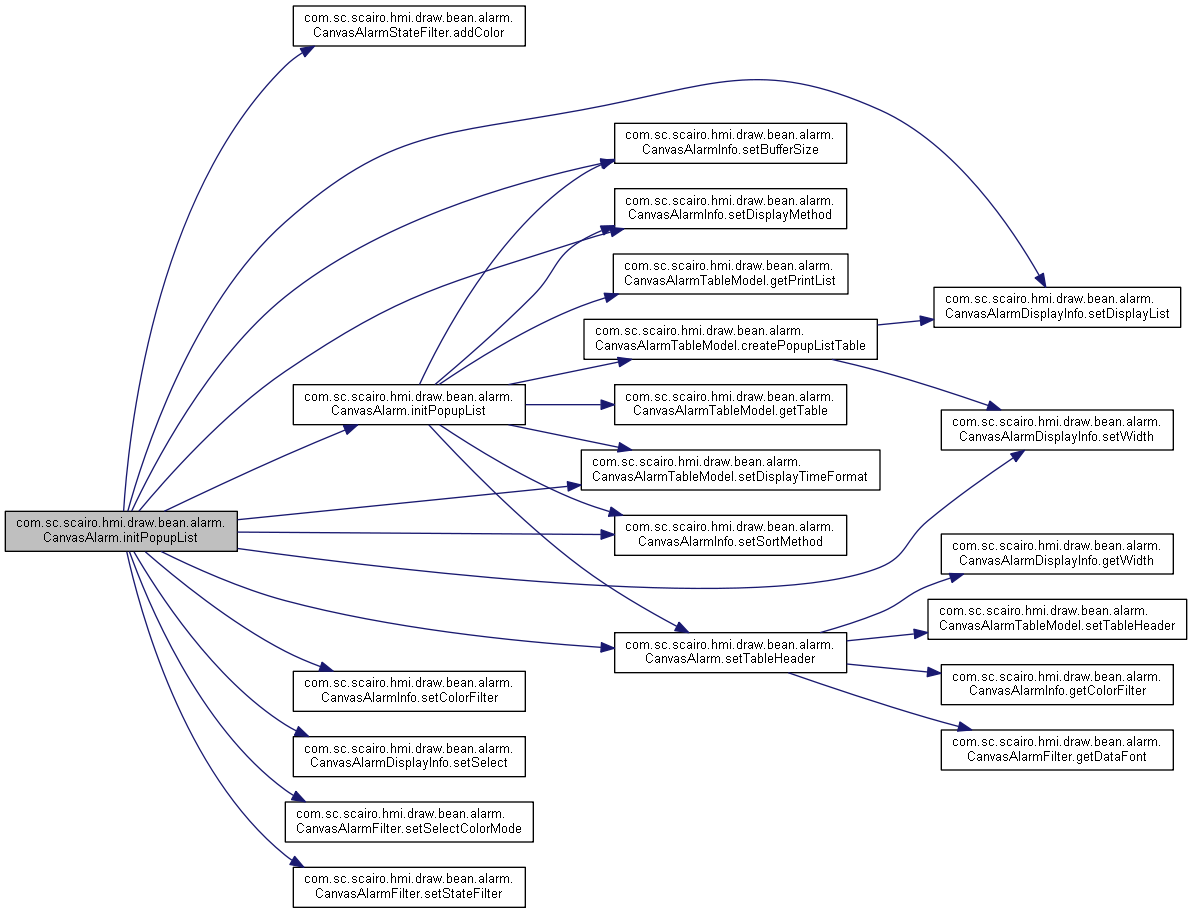 com.sc.scairo.hmi.draw.bean.alarm.
CanvasAlarmStateFilter.addColor
com.sc.scairo.hmi.draw.bean.alarm.
CanvasAlarmInfo.setBufferSize
com.sc.scairo.hmi.draw.bean.alarm.
CanvasAlarmInfo.setDisplayMethod
com.sc.scairo.hmi.draw.bean.alarm.
CanvasAlarmTableModel.getPrintList
com.sc.scairo.hmi.draw.bean.alarm.
CanvasAlarmDisplayInfo.setDisplayList
com.sc.scairo.hmi.draw.bean.alarm.
CanvasAlarmTableModel.createPopupListTable
com.sc.scairo.hmi.draw.bean.alarm.
CanvasAlarm.initPopupList
com.sc.scairo.hmi.draw.bean.alarm.
CanvasAlarmTableModel.getTable
com.sc.scairo.hmi.draw.bean.alarm.
CanvasAlarmDisplayInfo.setWidth
com.sc.scairo.hmi.draw.bean.alarm.
CanvasAlarmTableModel.setDisplayTimeFormat
com.sc.scairo.hmi.draw.bean.alarm.
CanvasAlarm.initPopupList
com.sc.scairo.hmi.draw.bean.alarm.
CanvasAlarmInfo.setSortMethod
com.sc.scairo.hmi.draw.bean.alarm.
CanvasAlarmDisplayInfo.getWidth
com.sc.scairo.hmi.draw.bean.alarm.
CanvasAlarmTableModel.setTableHeader
com.sc.scairo.hmi.draw.bean.alarm.
CanvasAlarm.setTableHeader
com.sc.scairo.hmi.draw.bean.alarm.
CanvasAlarmInfo.getColorFilter
com.sc.scairo.hmi.draw.bean.alarm.
CanvasAlarmInfo.setColorFilter
com.sc.scairo.hmi.draw.bean.alarm.
CanvasAlarmFilter.getDataFont
com.sc.scairo.hmi.draw.bean.alarm.
CanvasAlarmDisplayInfo.setSelect
com.sc.scairo.hmi.draw.bean.alarm.
CanvasAlarmFilter.setSelectColorMode
com.sc.scairo.hmi.draw.bean.alarm.
CanvasAlarmFilter.setStateFilter